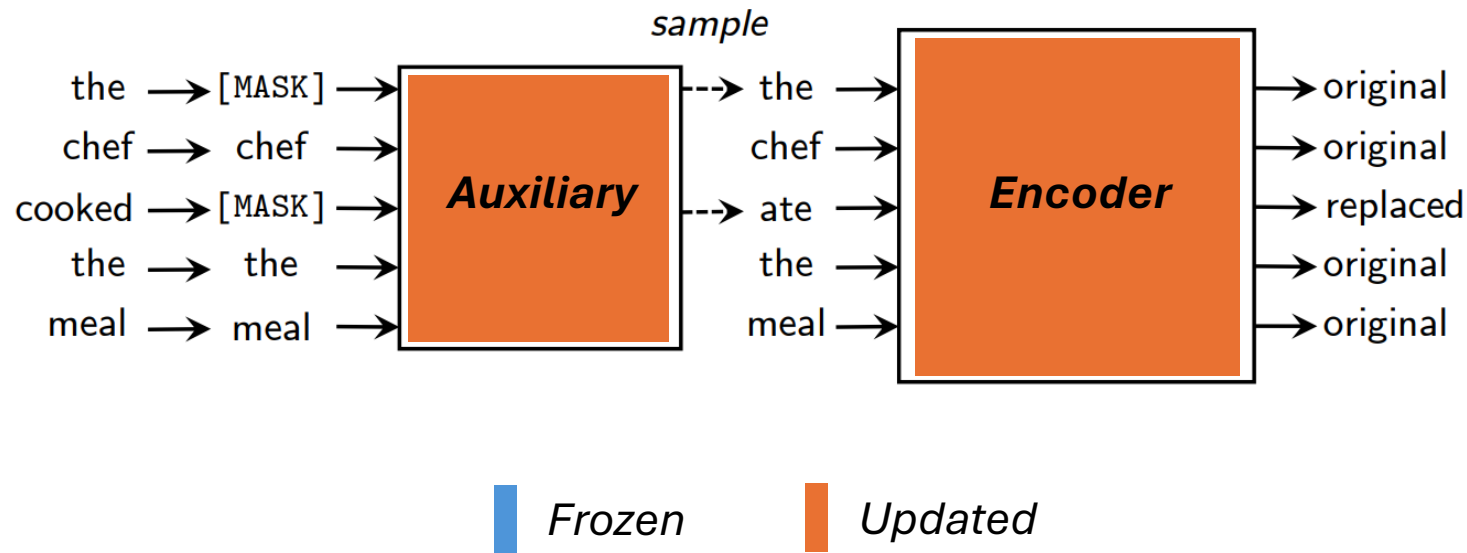 sample
the [MASK] the original
chef chef chef original
Auxiliary Encoder
cooked [MASK] ate replaced
the the the original
meal meal meal original
Frozen Updated